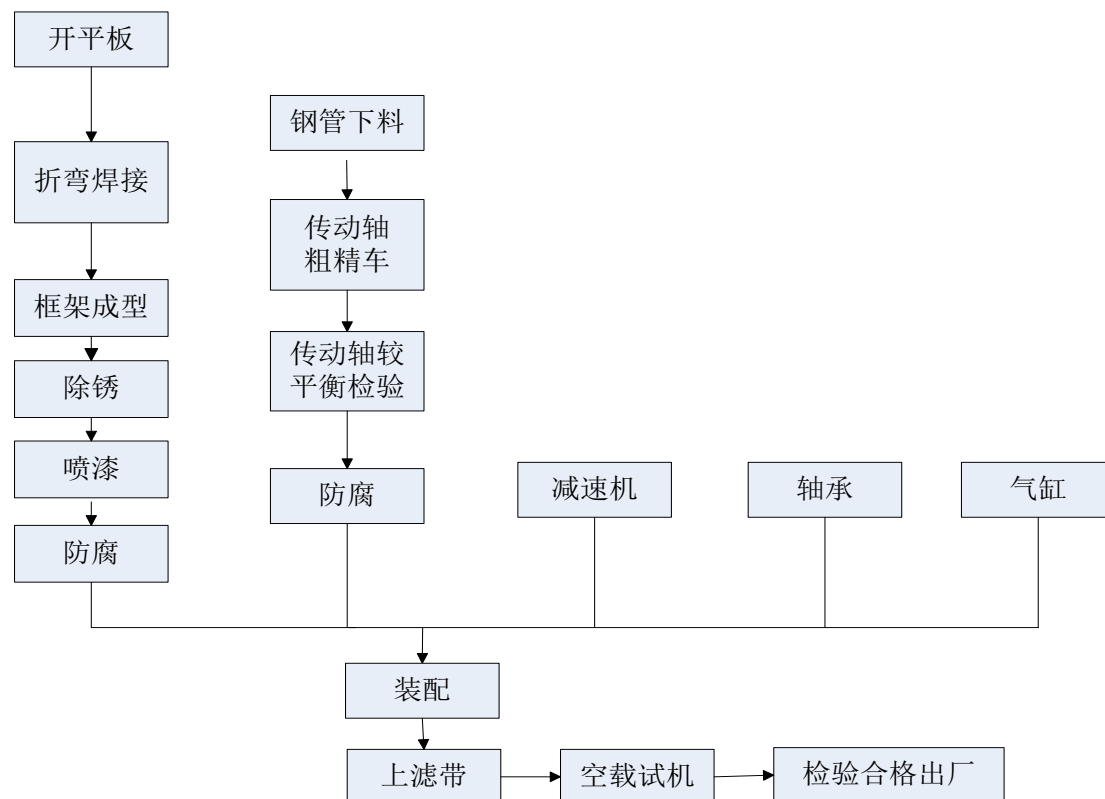 开平板
折弯焊接
框架成型
除锈
喷漆
防腐
钢管下料
传动轴
粗精车
传动轴较
平衡检验
防腐
减速机
轴承
气缸
装配
上滤带
空载试机
检验合格出厂